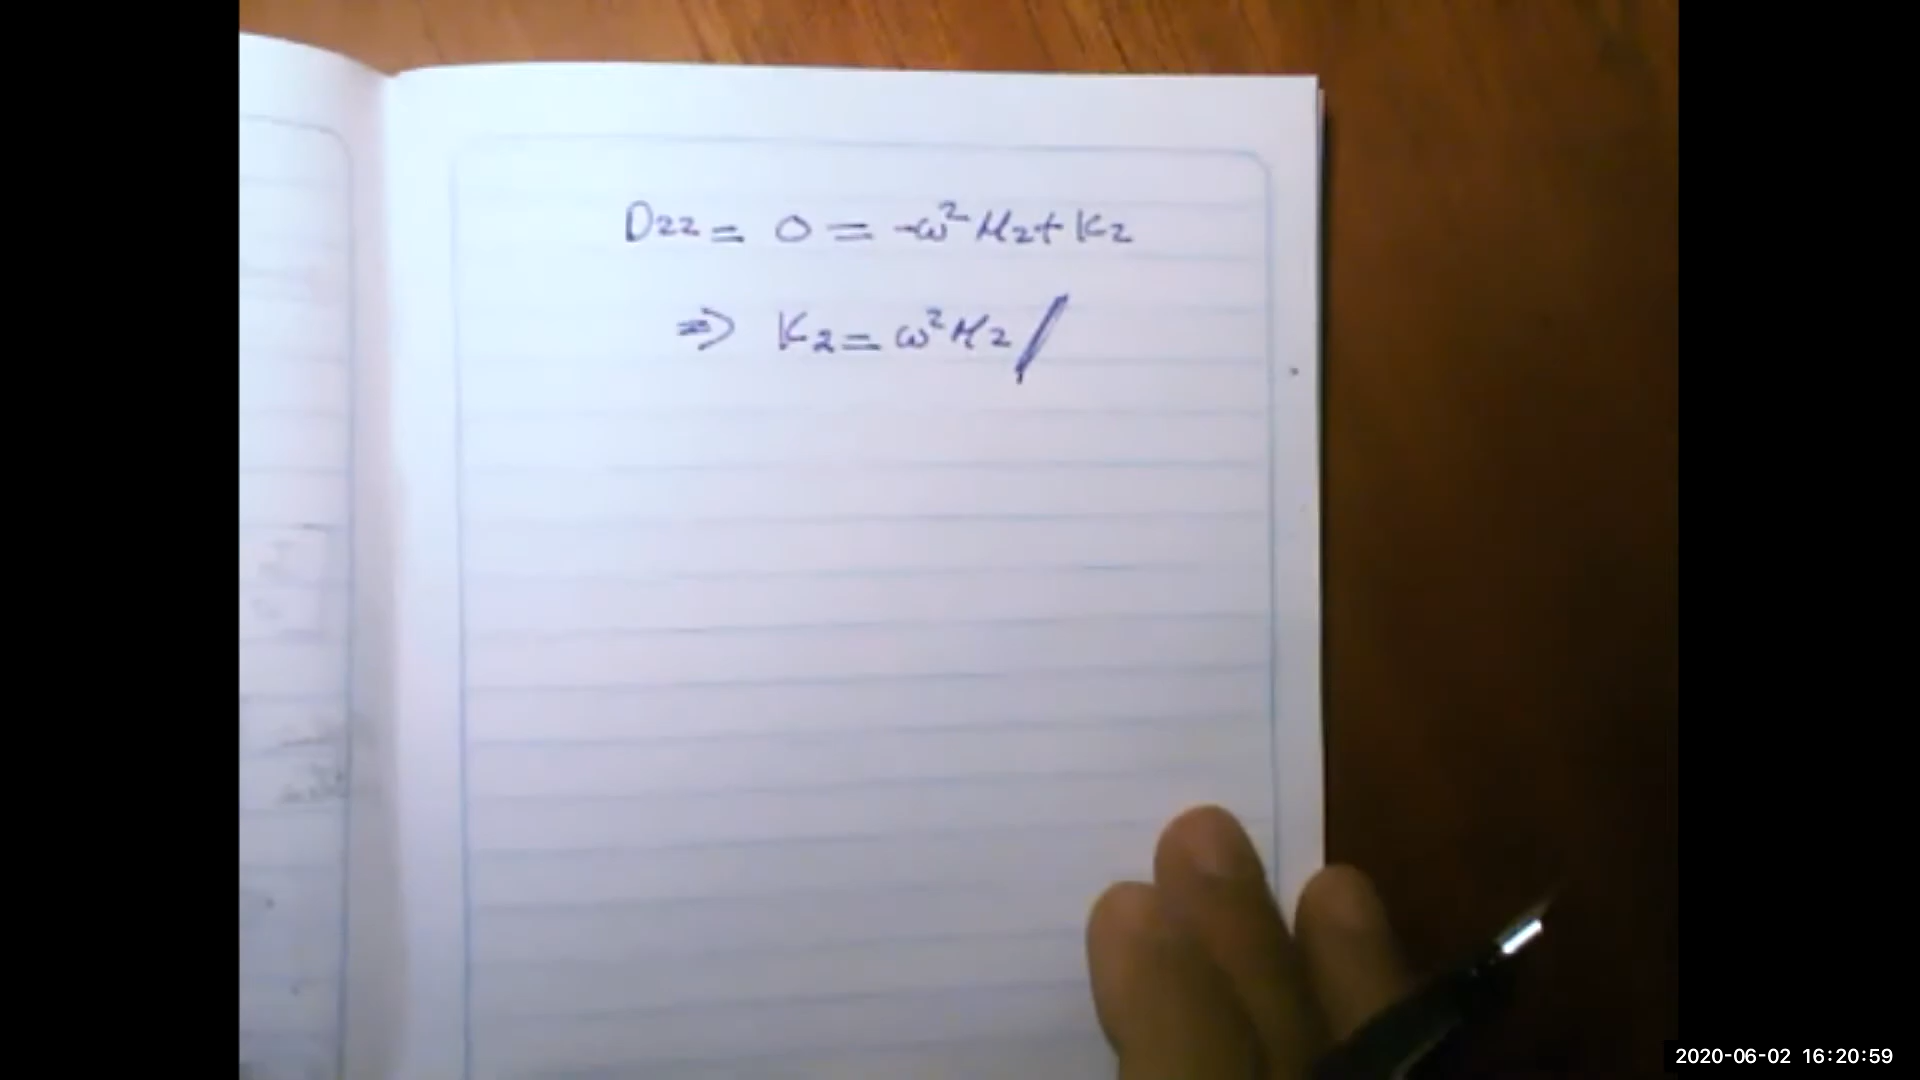 D22 = 0 = -ω²M2+K2
⇒ K2 = ω²M2 /
2020-06-02 16:20:59